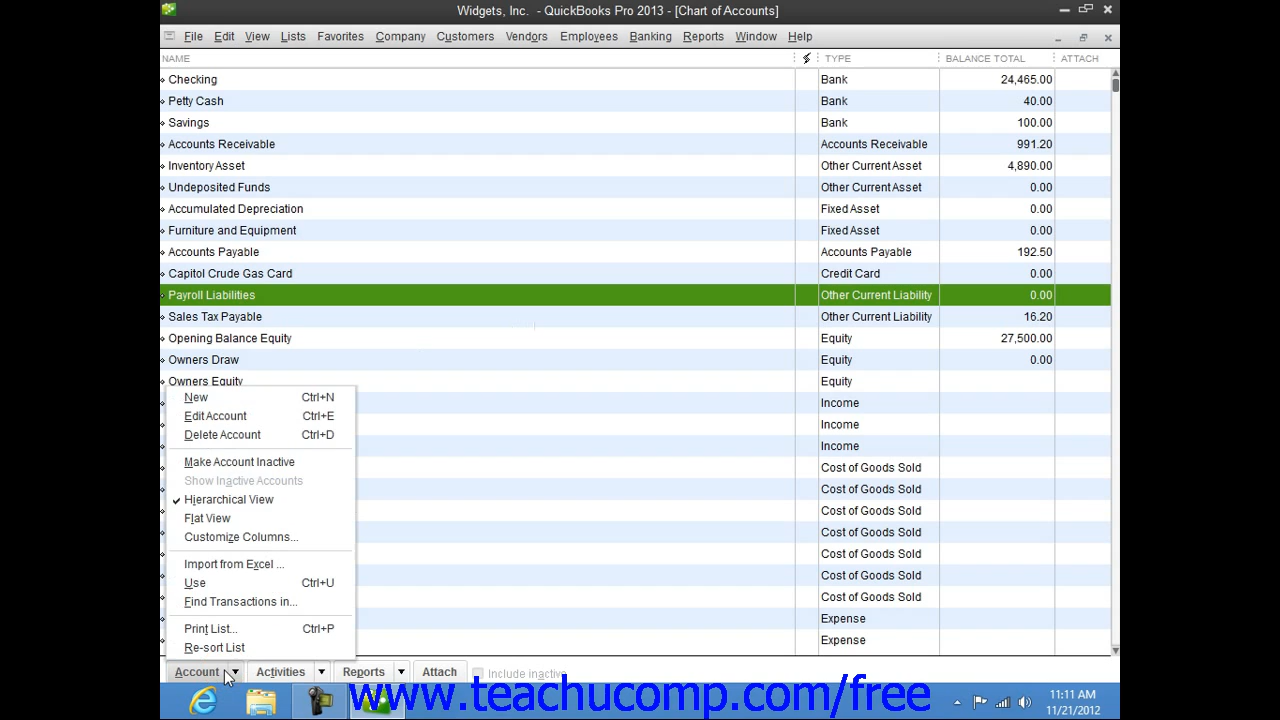 Widgets, Inc. - QuickBooks Pro 2013 - [Chart of Accounts]
File Edit View Lists Favorites Company Customers Vendors Employees Banking Reports Window Help
NAME TYPE BALANCE TOTAL ATTACH
Checking Bank 24,465.00
Petty Cash Bank 40.00
Savings Bank 100.00
Accounts Receivable Accounts Receivable 991.20
Inventory Asset Other Current Asset 4,890.00
Undeposited Funds Other Current Asset 0.00
Accumulated Depreciation Fixed Asset 0.00
Furniture and Equipment Fixed Asset 0.00
Accounts Payable Accounts Payable 192.50
Capitol Crude Gas Card Credit Card 0.00
Payroll Liabilities Other Current Liability 0.00
Sales Tax Payable Other Current Liability 16.20
Opening Balance Equity Equity 27,500.00
Owners Draw Equity 0.00
Owners Equity Equity
New Ctrl+N Income
Edit Account Ctrl+E Income
Delete Account Ctrl+D Income
Make Account Inactive Cost of Goods Sold
Show Inactive Accounts Cost of Goods Sold
Hierarchical View Cost of Goods Sold
Flat View Cost of Goods Sold
Customize Columns... Cost of Goods Sold
Import from Excel ... Cost of Goods Sold
Use Ctrl+U Cost of Goods Sold
Find Transactions in... Expense
Print List... Ctrl+P Expense
Re-sort List
Account Activities Reports Attach Include inactive
www.teachucomp.com/free
11:11 AM
11/21/2012